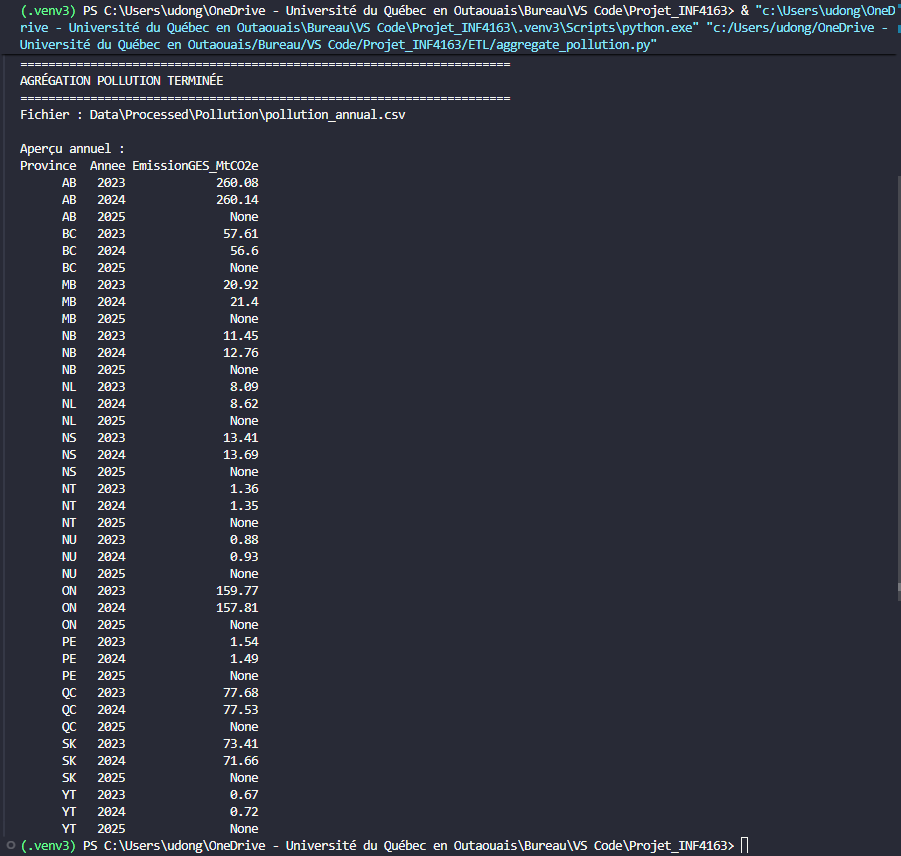 (.venv3) PS C:\Users\udong\OneDrive - Université du Québec en Outaouais\Bureau\VS Code\Projet_INF4163> & "c:\Users\udong\OneD
rive - Université du Québec en Outaouais\Bureau\VS Code\Projet_INF4163\.venv3\Scripts\python.exe" "c:/Users/udong/OneDrive -
Université du Québec en Outaouais/Bureau/VS Code/Projet_INF4163/ETL/aggregate_pollution.py"
======================================================================
AGRÉGATION POLLUTION TERMINÉE
======================================================================
Fichier : Data\Processed\Pollution\pollution_annual.csv
Aperçu annuel :
Province  Annee EmissionGES_MtCO2e
      AB   2023             260.08
      AB   2024             260.14
      AB   2025               None
      BC   2023              57.61
      BC   2024               56.6
      BC   2025               None
      MB   2023              20.92
      MB   2024               21.4
      MB   2025               None
      NB   2023              11.45
      NB   2024              12.76
      NB   2025               None
      NL   2023               8.09
      NL   2024               8.62
      NL   2025               None
      NS   2023              13.41
      NS   2024              13.69
      NS   2025               None
      NT   2023               1.36
      NT   2024               1.35
      NT   2025               None
      NU   2023               0.88
      NU   2024               0.93
      NU   2025               None
      ON   2023             159.77
      ON   2024             157.81
      ON   2025               None
      PE   2023               1.54
      PE   2024               1.49
      PE   2025               None
      QC   2023              77.68
      QC   2024              77.53
      QC   2025               None
      SK   2023              73.41
      SK   2024              71.66
      SK   2025               None
      YT   2023               0.67
      YT   2024               0.72
      YT   2025               None
(.venv3) PS C:\Users\udong\OneDrive - Université du Québec en Outaouais\Bureau\VS Code\Projet_INF4163>